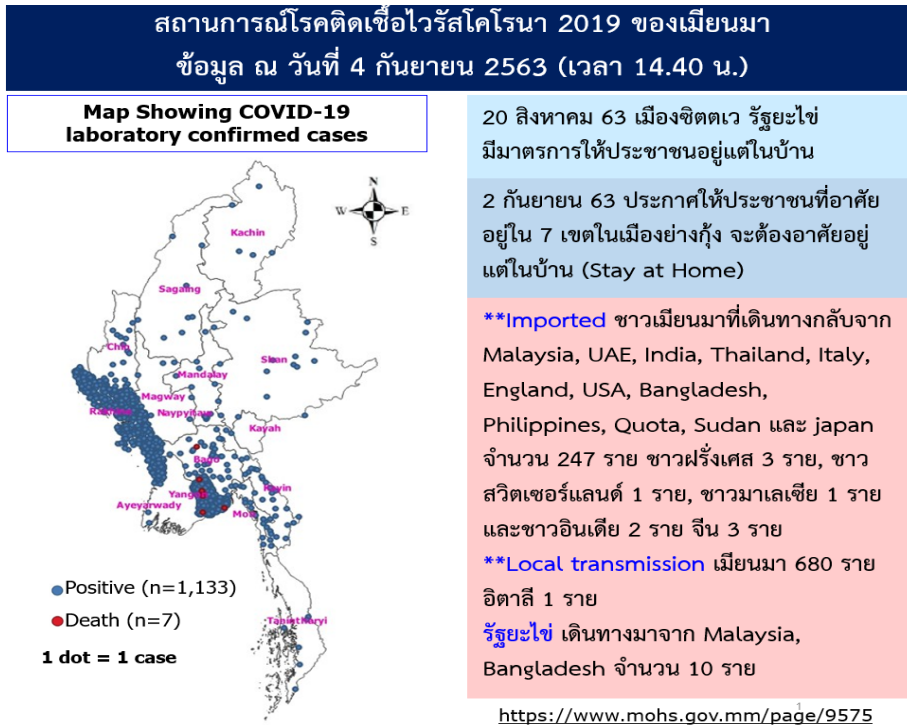 สถานการณ์โรคติดเชื้อไวรัสโคโรนา 2019 ของเมียนมา
ข้อมูล ณ วันที่ 4 กันยายน 2563 (เวลา 14.40 น.)
Map Showing COVID-19
laboratory confirmed cases
N
W
E
S
Kachin
Sagaing
Chin
Shan
Mandalay
Magway
Naypyitaw
Kayah
Bago
Yangon
Ayeyarwady
Kayin
Tanintharyi
Positive (n=1,133)
Death (n=7)
1 dot = 1 case
20 สิงหาคม 63 เมืองซิตตเว รัฐยะไข่
มีมาตรการให้ประชาชนอยู่แต่ในบ้าน
2 กันยายน 63 ประกาศให้ประชาชนที่อาศัย
อยู่ใน 7 เขตในเมืองย่างกุ้ง จะต้องอาศัยอยู่
แต่ในบ้าน (Stay at Home)
**Imported ชาวเมียนมาที่เดินทางกลับจาก
Malaysia, UAE, India, Thailand, Italy,
England, USA, Bangladesh,
Philippines, Quota, Sudan และ japan
จำนวน 247 ราย ชาวฝรั่งเศส 3 ราย, ชาว
สวิตเซอร์แลนด์ 1 ราย, ชาวมาเลเซีย 1 ราย
และชาวอินเดีย 2 ราย จีน 3 ราย
**Local transmission เมียนมา 680 ราย
อิตาลี 1 ราย
รัฐยะไข่ เดินทางมาจาก Malaysia,
Bangladesh จำนวน 10 ราย
1
https://www.mohs.gov.mm/page/9575